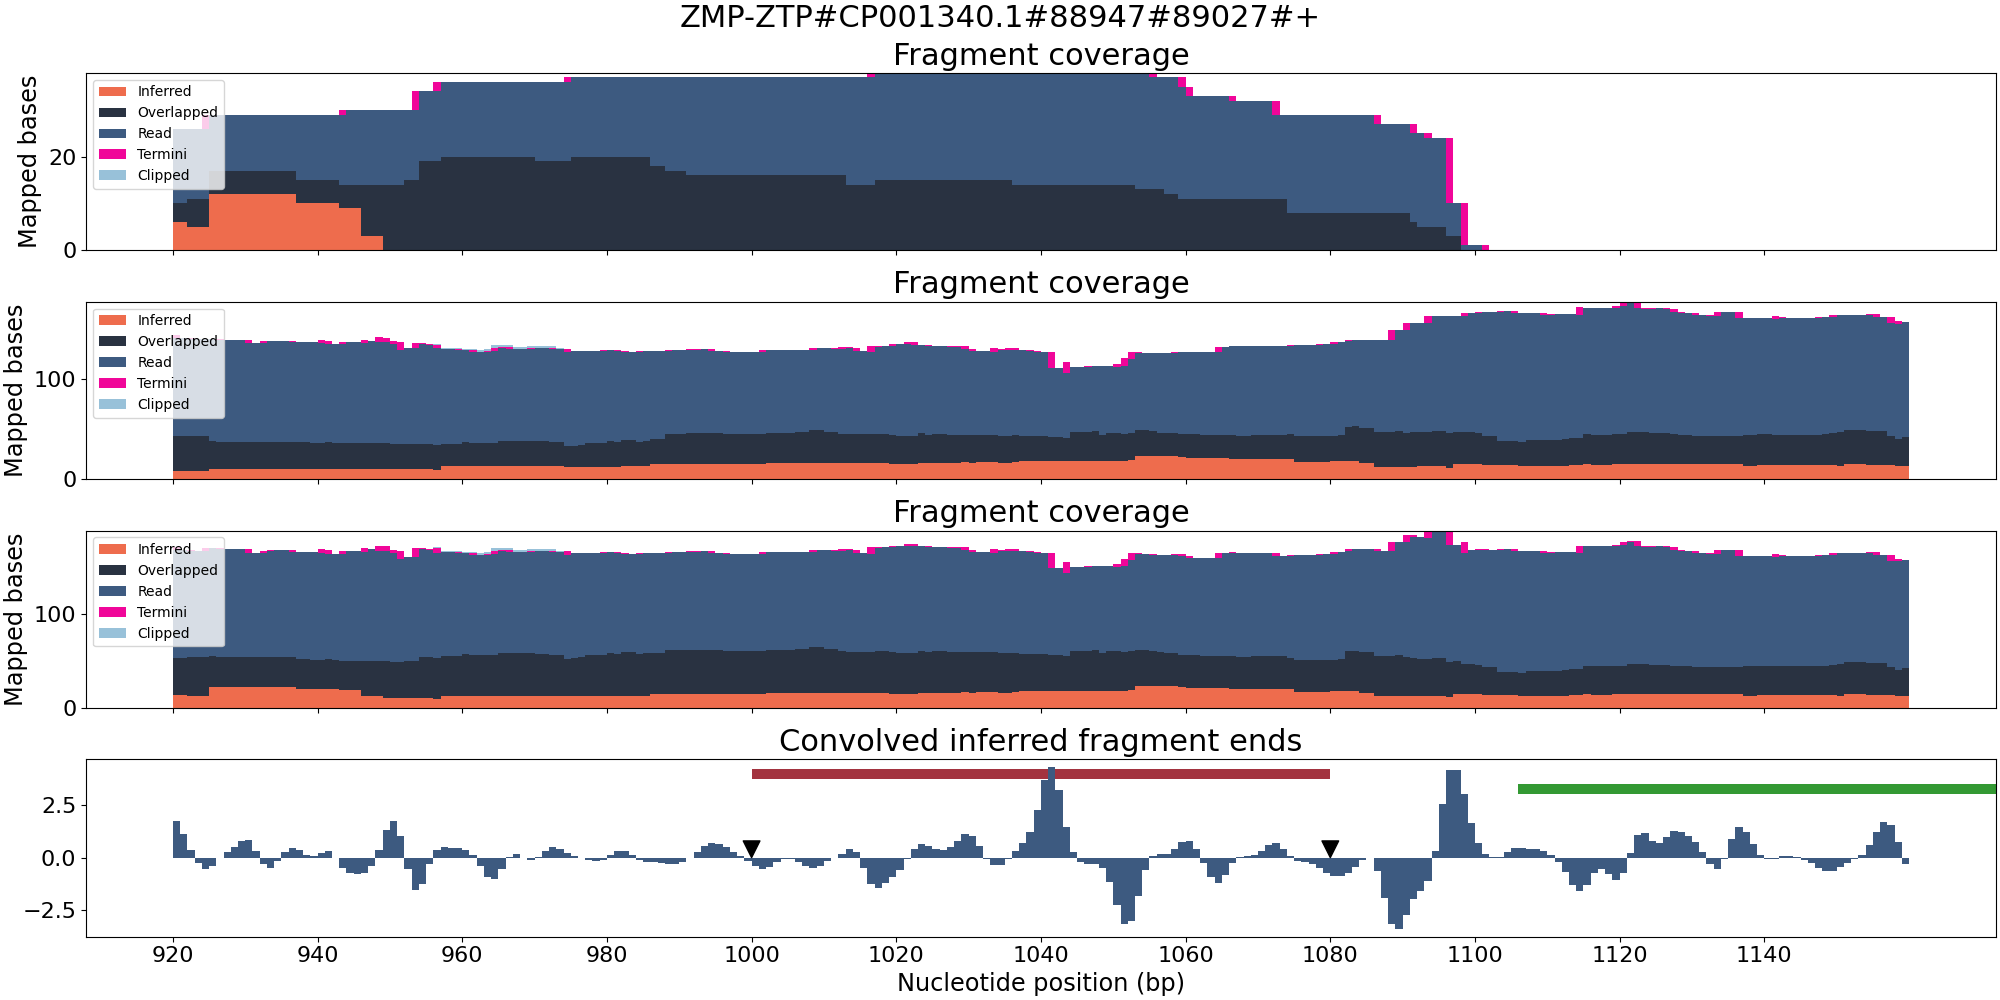 ZMP-ZTP#CP001340.1#88947#89027#+
Fragment coverage
Mapped bases
20
0
Inferred
Overlapped
Read
Termini
Clipped
Fragment coverage
Mapped bases
100
0
Inferred
Overlapped
Read
Termini
Clipped
Fragment coverage
Mapped bases
100
0
Inferred
Overlapped
Read
Termini
Clipped
Convolved inferred fragment ends
2.5
0.0
−2.5
920 940 960 980 1000 1020 1040 1060 1080 1100 1120 1140
Nucleotide position (bp)